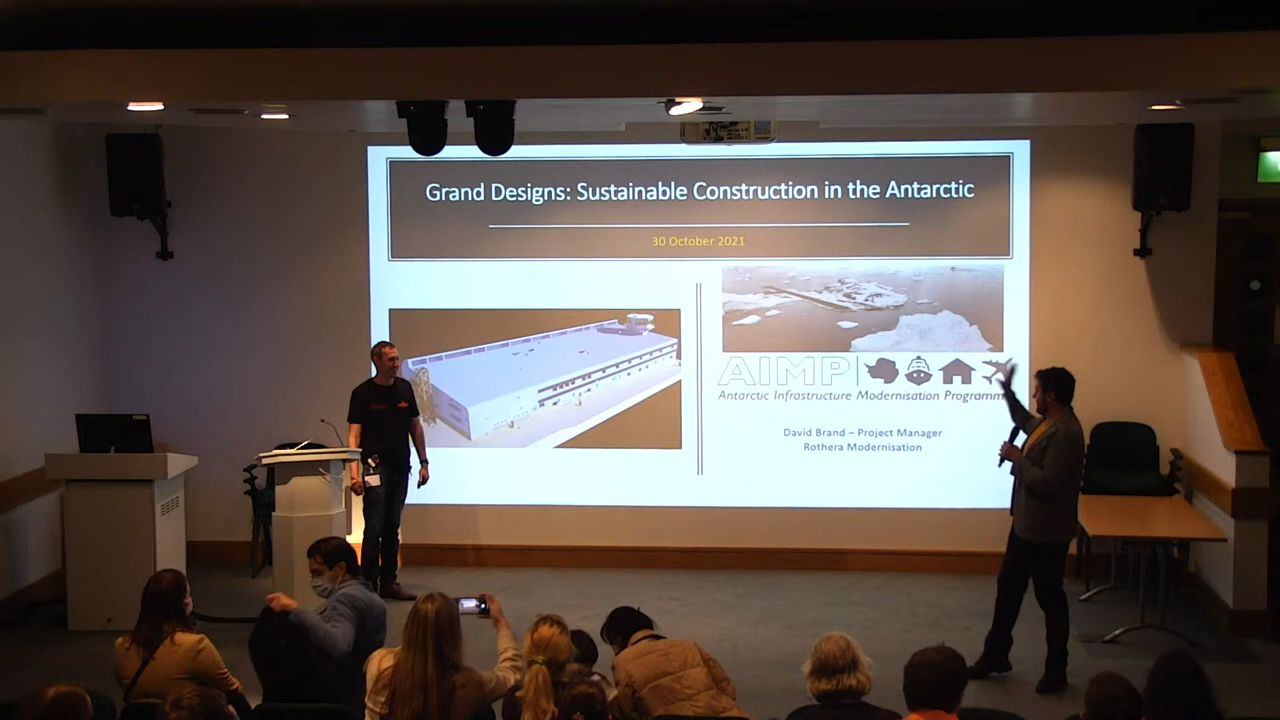 Grand Designs: Sustainable Construction in the Antarctic
30 October 2021
AIMP
Antarctic Infrastructure Modernisation Programm
David Brand – Project Manager
Rothera Modernisation